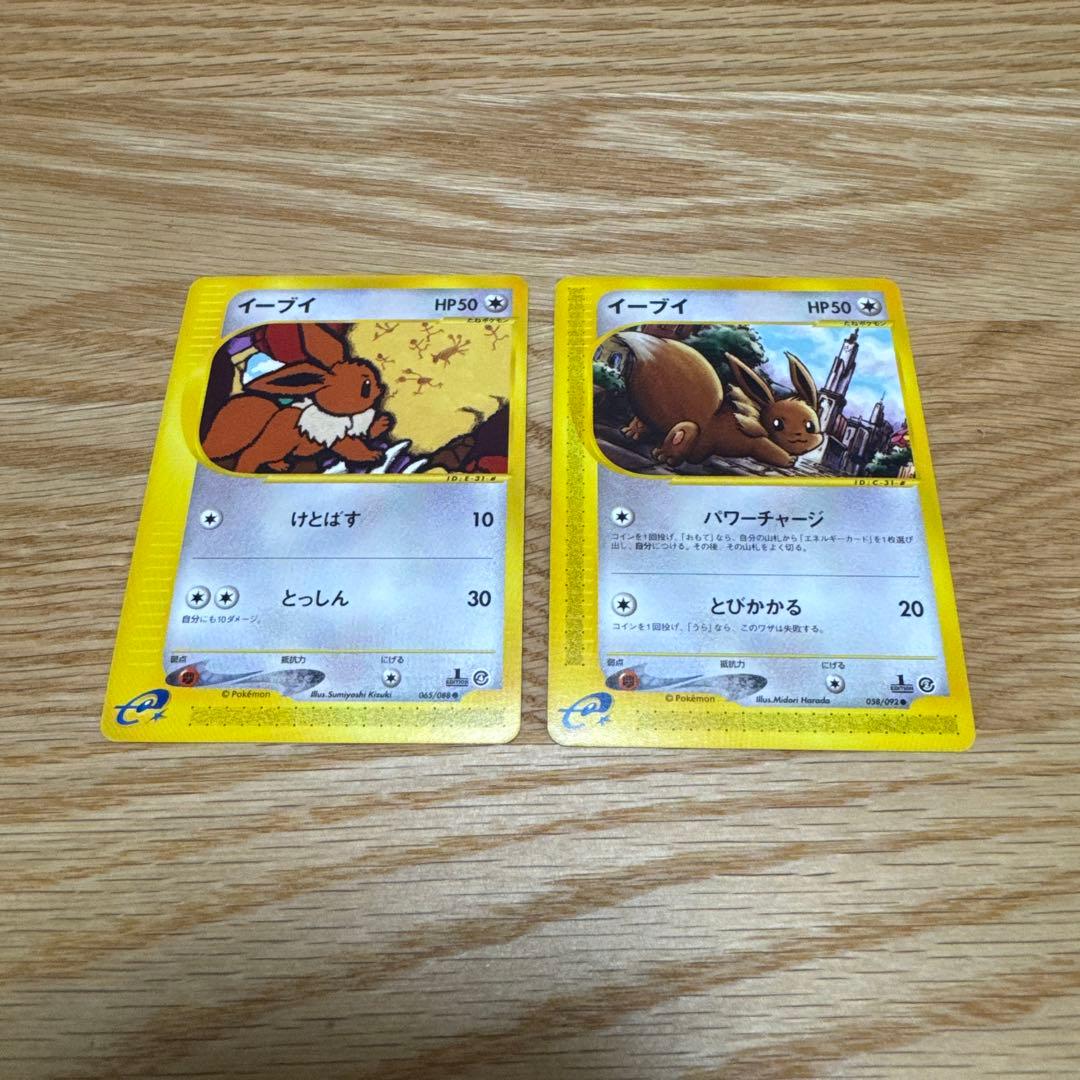 イーブイ
HP50
たねポケモン
ID:E-31-#
けとばす
10
とっしん
30
自分にも10ダメージ。
弱点
抵抗力
にげる
1
EDITION
© Pokémon
Illus.Sumiyoshi Kizuki
065/088●
e
イーブイ
HP50
たねポケモン
ID:C-31-#
パワーチャージ
コインを1回投げ、「おもて」なら、自分の山札から「エネルギーカード」を1枚選び
出し、自分につける。その後、その山札をよく切る。
とびかかる
20
コインを1回投げ、「うら」なら、このワザは失敗する。
弱点
抵抗力
にげる
1
EDITION
© Pokémon
Illus.Midori Harada
058/092●
e